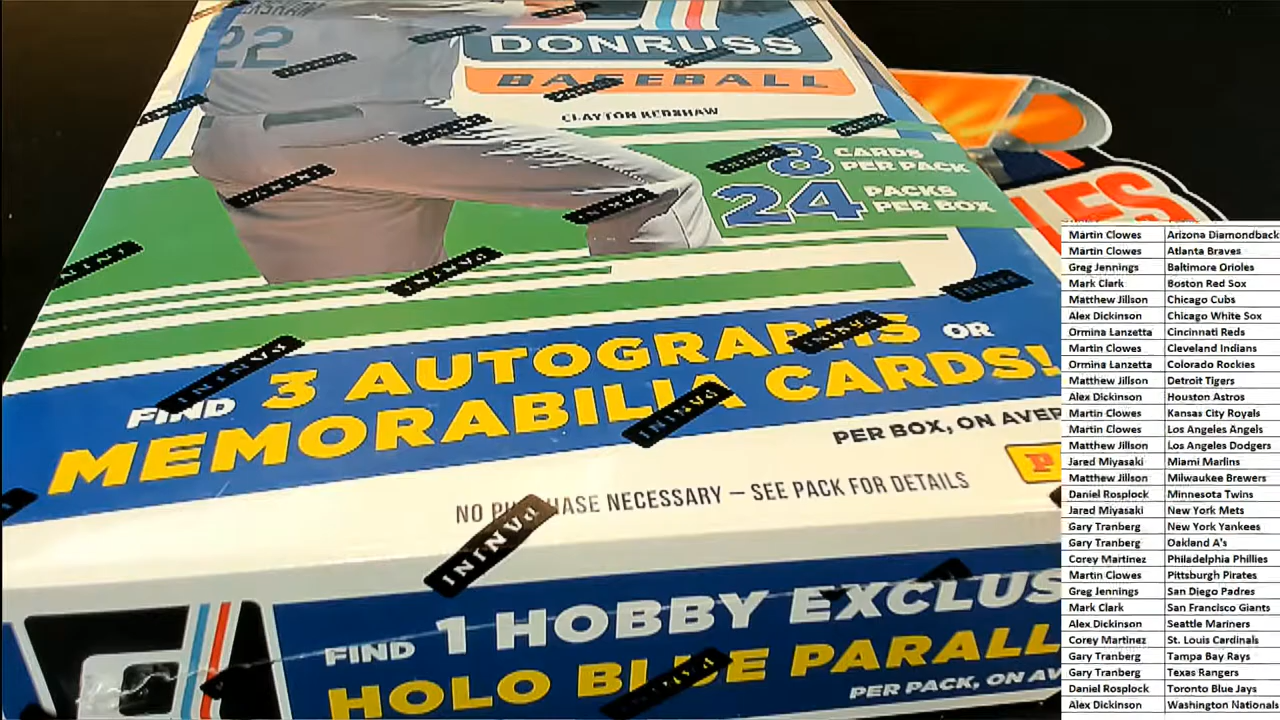 22
DONRUSS
BASEBALL
CLAYTON KERSHAW
8 CARDS PER PACK
24 PACKS PER BOX
FIND 3 AUTOGRAPHS OR
MEMORABILIA CARDS!
PER BOX, ON AVER
NO PURCHASE NECESSARY – SEE PACK FOR DETAILS
FIND 1 HOBBY EXCLUS
HOLO BLUE PARALL
PER PACK, ON AV
PANINI
LES
Martin Clowes Arizona Diamondback
Martin Clowes Atlanta Braves
Greg Jennings Baltimore Orioles
Mark Clark Boston Red Sox
Matthew Jillson Chicago Cubs
Alex Dickinson Chicago White Sox
Ormina Lanzetta Cincinnati Reds
Martin Clowes Cleveland Indians
Ormina Lanzetta Colorado Rockies
Matthew Jillson Detroit Tigers
Alex Dickinson Houston Astros
Martin Clowes Kansas City Royals
Martin Clowes Los Angeles Angels
Matthew Jillson Los Angeles Dodgers
Jared Miyasaki Miami Marlins
Matthew Jillson Milwaukee Brewers
Daniel Rosplock Minnesota Twins
Jared Miyasaki New York Mets
Gary Tranberg New York Yankees
Gary Tranberg Oakland A's
Corey Martinez Philadelphia Phillies
Martin Clowes Pittsburgh Pirates
Greg Jennings San Diego Padres
Mark Clark San Francisco Giants
Alex Dickinson Seattle Mariners
Corey Martinez St. Louis Cardinals
Gary Tranberg Tampa Bay Rays
Gary Tranberg Texas Rangers
Daniel Rosplock Toronto Blue Jays
Alex Dickinson Washington Nationals